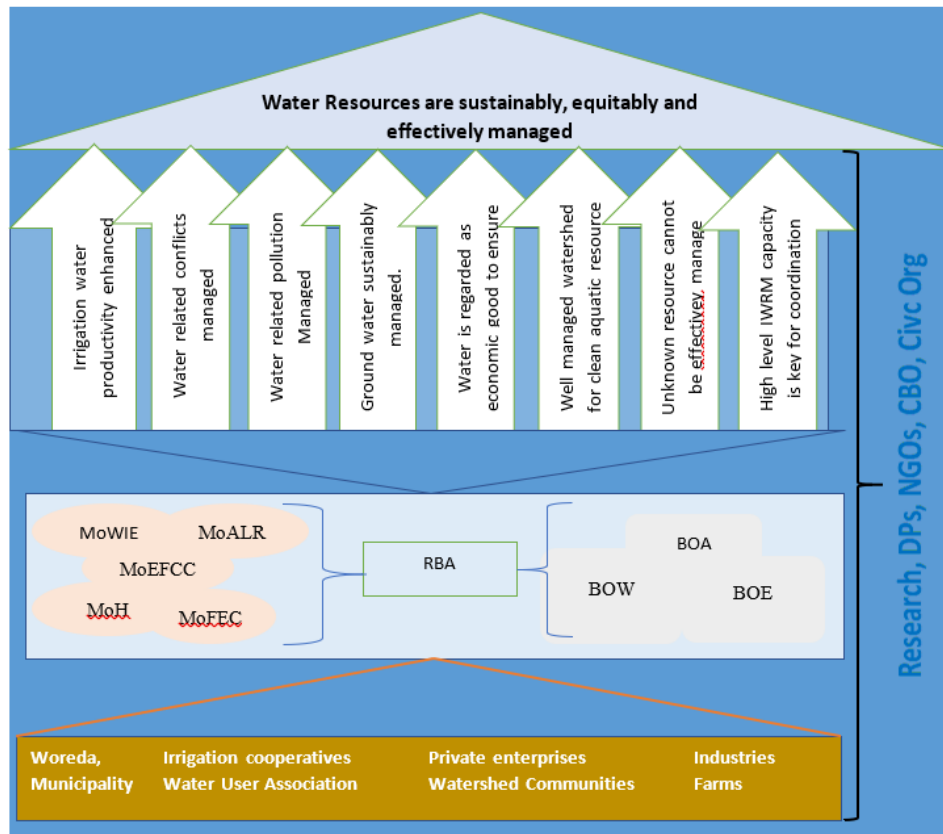 Water Resources are sustainably, equitably and
effectively managed
Irrigation water
productivity enhanced
Water related conflicts
managed
Water related pollution
Managed
Ground water sustainably
managed.
Water is regarded as
economic good to ensure
Well managed watershed
for clean aquatic resource
Unknown resource cannot
be effectivey manage
High level IWRM capacity
is key for coordination
Research, DPs, NGOs, CBO, Civc Org
MoWIE
MoALR
MoEFCC
MoH
MoFEC
RBA
BOA
BOW
BOE
Woreda,
Municipality
Irrigation cooperatives
Water User Association
Private enterprises
Watershed Communities
Industries
Farms